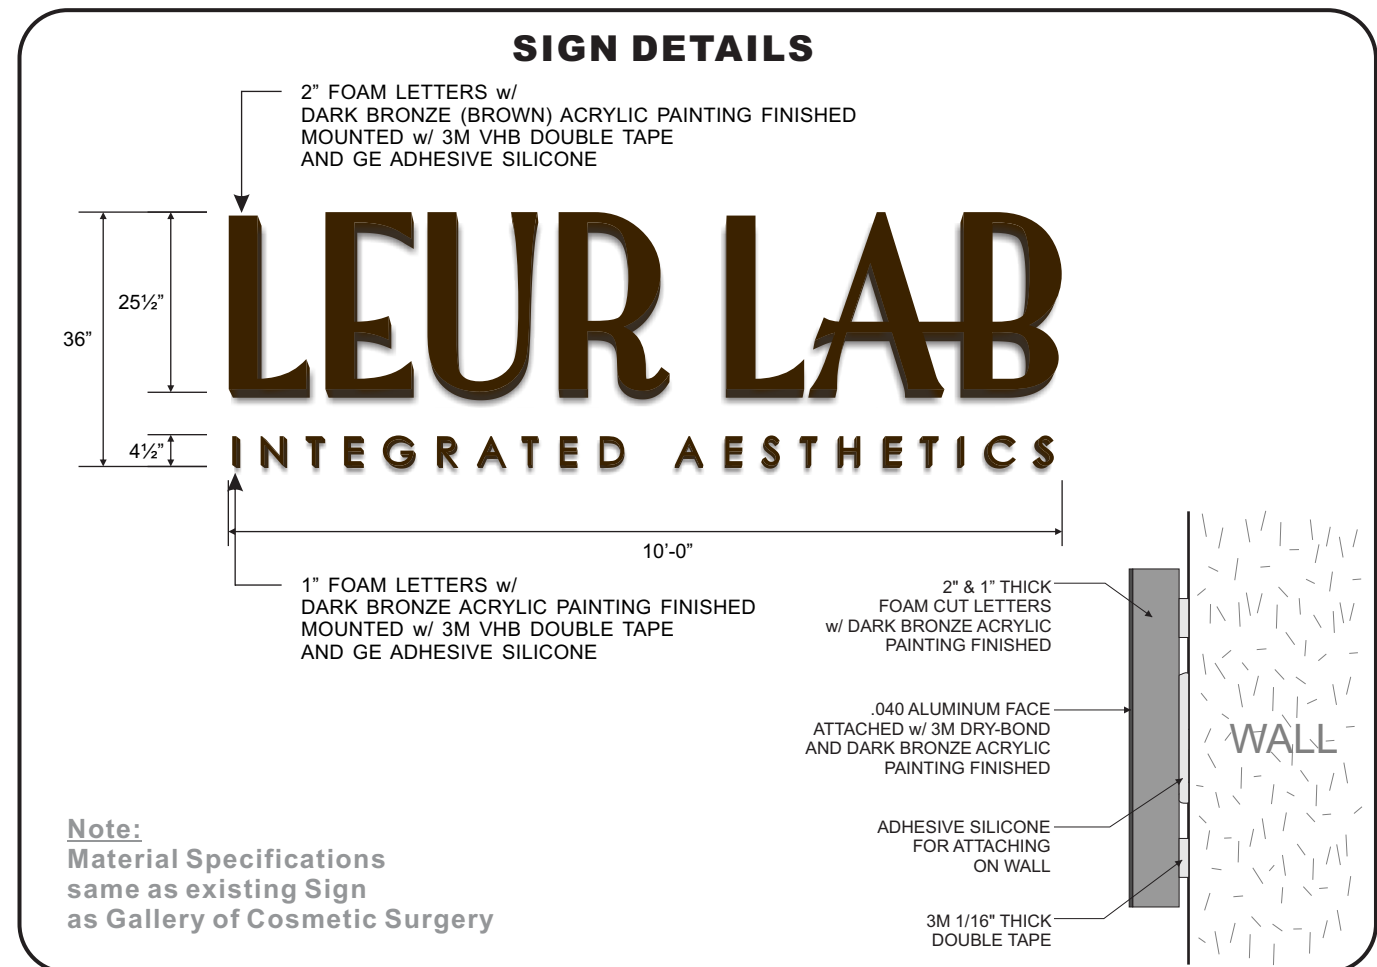 SIGN DETAILS
2” FOAM LETTERS w/
DARK BRONZE (BROWN) ACRYLIC PAINTING FINISHED
MOUNTED w/ 3M VHB DOUBLE TAPE
AND GE ADHESIVE SILICONE
36”
25½”
LEUR LAB
4½”
INTEGRATED AESTHETICS
10’-0”
1” FOAM LETTERS w/
DARK BRONZE ACRYLIC PAINTING FINISHED
MOUNTED w/ 3M VHB DOUBLE TAPE
AND GE ADHESIVE SILICONE
2" & 1” THICK
FOAM CUT LETTERS
w/ DARK BRONZE ACRYLIC
PAINTING FINISHED
.040 ALUMINUM FACE
ATTACHED w/ 3M DRY-BOND
AND DARK BRONZE ACRYLIC
PAINTING FINISHED
WALL
ADHESIVE SILICONE
FOR ATTACHING
ON WALL
3M 1/16" THICK
DOUBLE TAPE
Note:
Material Specifications
same as existing Sign
as Gallery of Cosmetic Surgery